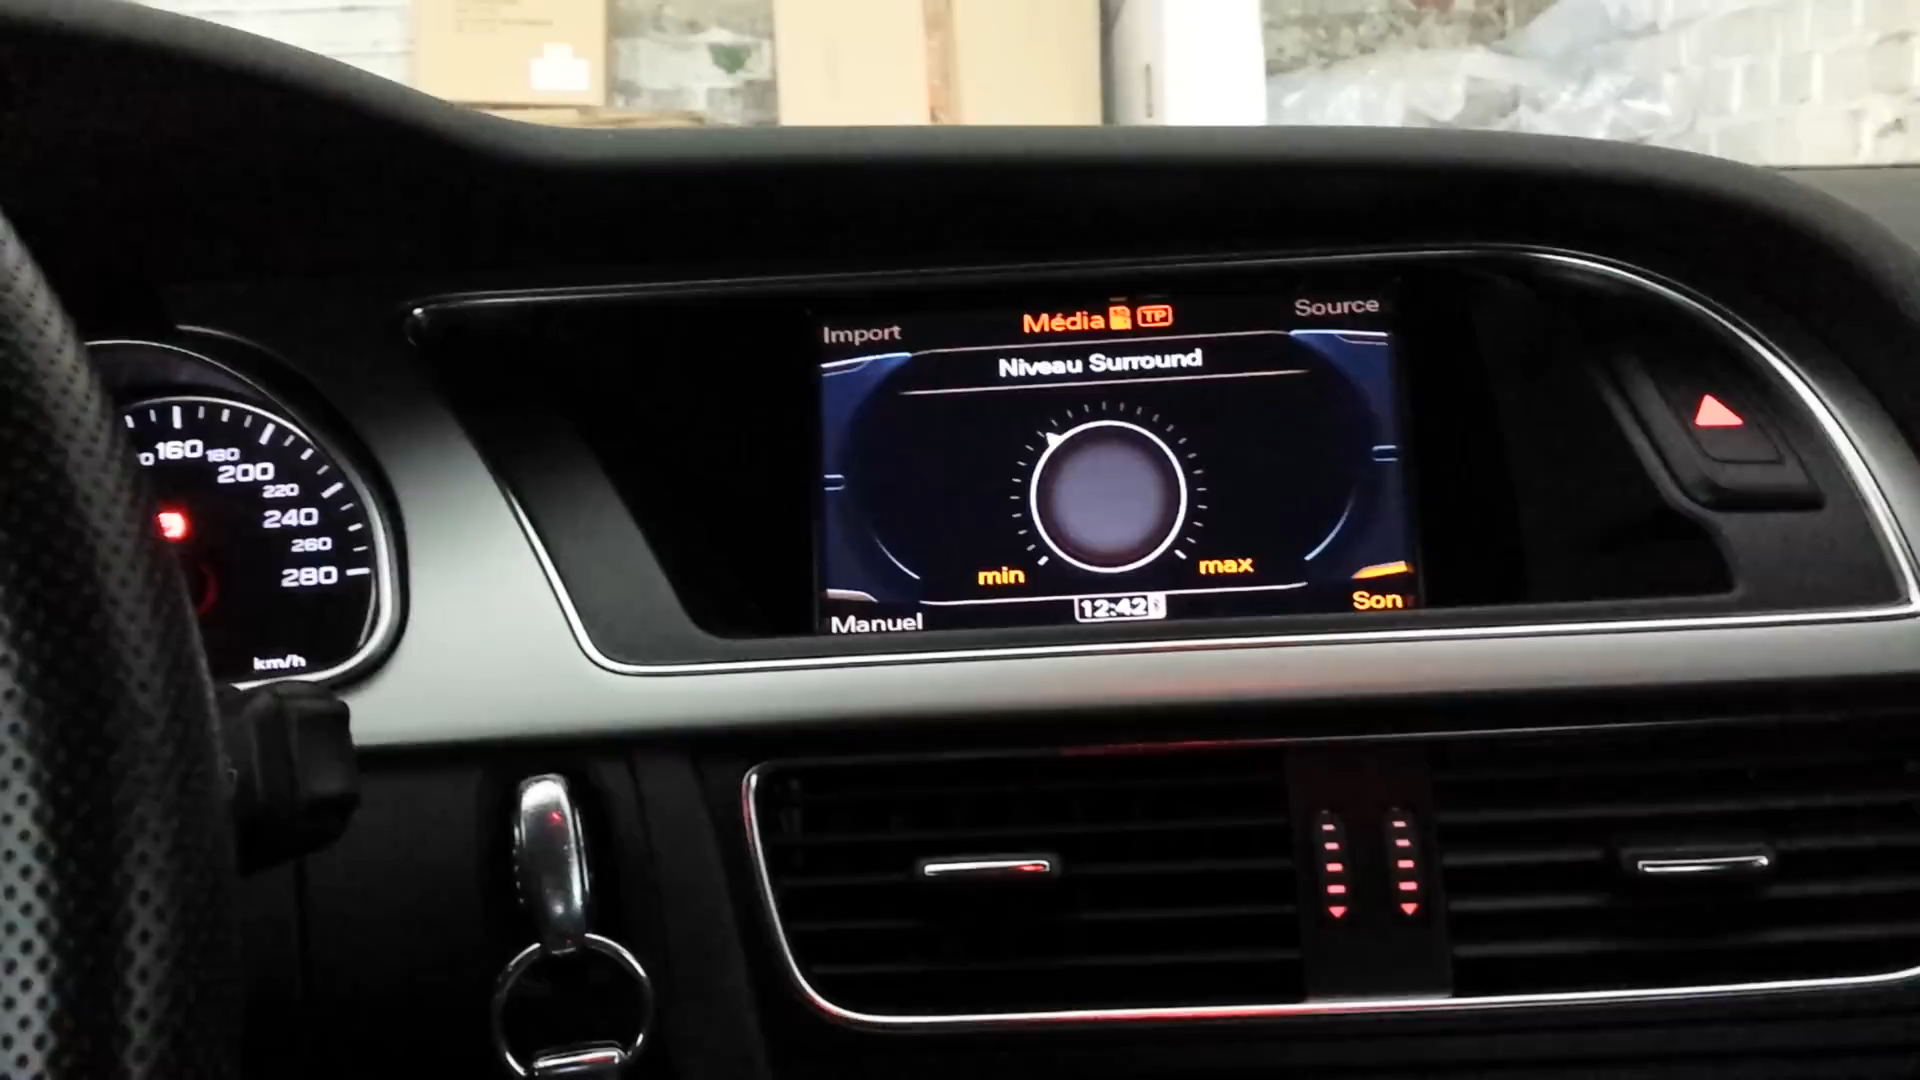 Import
Média TP
Source
Niveau Surround
min
max
Manuel
12:42
Son
160
180
200
220
240
260
280
km/h